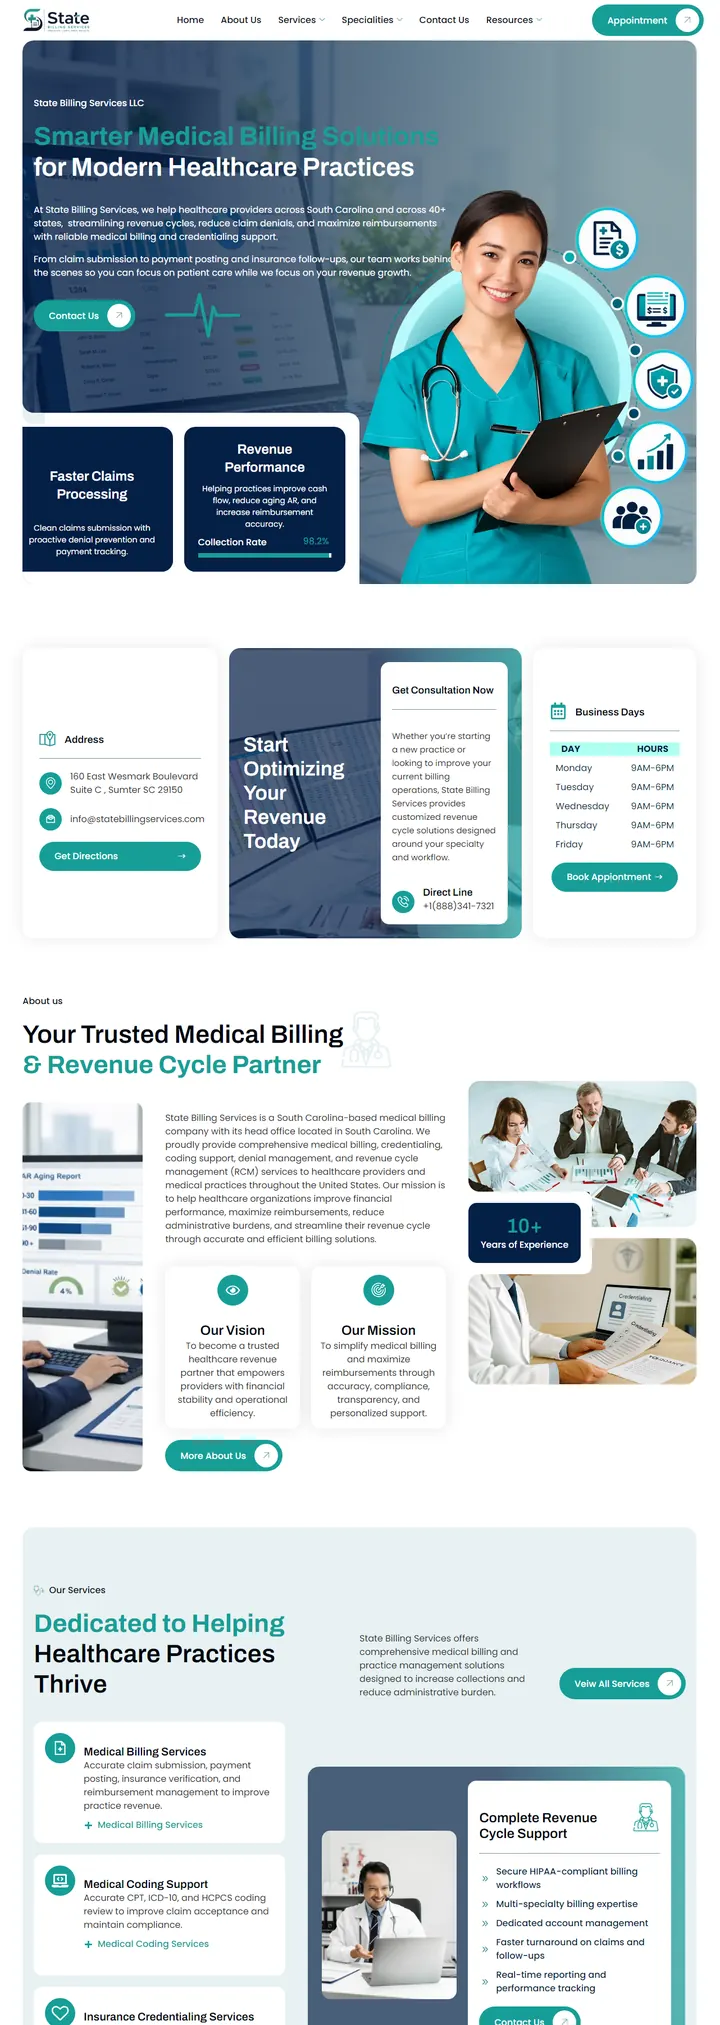 State
BILLING SERVICES
Home
About Us
Services
Specialities
Contact Us
Resources
Appointment
State Billing Services LLC
Smarter Medical Billing Solutions
for Modern Healthcare Practices
At State Billing Services, we help healthcare providers across South Carolina and across 40+
states, streamlining revenue cycles, reduce claim denials, and maximize reimbursements
with reliable medical billing and credentialing support.
From claim submission to payment posting and insurance follow-ups, our team works behind
the scenes so you can focus on patient care while we focus on your revenue growth.
Contact Us
Faster Claims
Processing
Clean claims submission with
proactive denial prevention and
payment tracking.
Revenue
Performance
Helping practices improve cash
flow, reduce aging AR, and
increase reimbursement
accuracy.
Collection Rate
98.2%
Address
160 East Wesmark Boulevard
Suite C , Sumter SC 29150
info@statebillingservices.com
Get Directions
Start
Optimizing
Your
Revenue
Today
Get Consultation Now
Whether you're starting
a new practice or
looking to improve your
current billing
operations, State Billing
Services provides
customized revenue
cycle solutions designed
around your specialty
and workflow.
Direct Line
+1(888)341-7321
Business Days
DAY HOURS
Monday 9AM-6PM
Tuesday 9AM-6PM
Wednesday 9AM-6PM
Thursday 9AM-6PM
Friday 9AM-6PM
Book Appiontment
About us
Your Trusted Medical Billing
& Revenue Cycle Partner
AR Aging Report
0-30
31-60
61-90
90+
Denial Rate
4%
State Billing Services is a South Carolina-based medical billing
company with its head office located in South Carolina. We
proudly provide comprehensive medical billing, credentialing,
coding support, denial management, and revenue cycle
management (RCM) services to healthcare providers and
medical practices throughout the United States. Our mission is
to help healthcare organizations improve financial
performance, maximize reimbursements, reduce
administrative burdens, and streamline their revenue cycle
through accurate and efficient billing solutions.
Our Vision
To become a trusted
healthcare revenue
partner that empowers
providers with financial
stability and operational
efficiency.
Our Mission
To simplify medical billing
and maximize
reimbursements through
accuracy, compliance,
transparency, and
personalized support.
More About Us
10+
Years of Experience
Credentialing
Credentialing
Our Services
Dedicated to Helping
Healthcare Practices
Thrive
State Billing Services offers
comprehensive medical billing and
practice management solutions
designed to increase collections and
reduce administrative burden.
Veiw All Services
Medical Billing Services
Accurate claim submission, payment
posting, insurance verification, and
reimbursement management to improve
practice revenue.
+ Medical Billing Services
Medical Coding Support
Accurate CPT, ICD-10, and HCPCS coding
review to improve claim acceptance and
maintain compliance.
+ Medical Coding Services
Insurance Credentialing Services
Complete Revenue
Cycle Support
Secure HIPAA-compliant billing
workflows
Multi-specialty billing expertise
Dedicated account management
Faster turnaround on claims and
follow-ups
Real-time reporting and
performance tracking
Contact Us